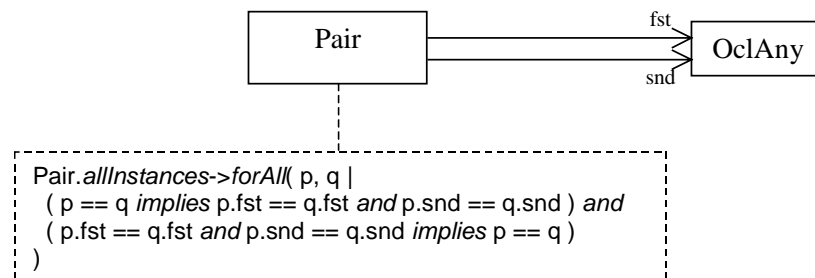 fst
Pair
OclAny
snd
Pair.allInstances->forAll( p, q |
( p == q implies p.fst == q.fst and p.snd == q.snd ) and
( p.fst == q.fst and p.snd == q.snd implies p == q )
)